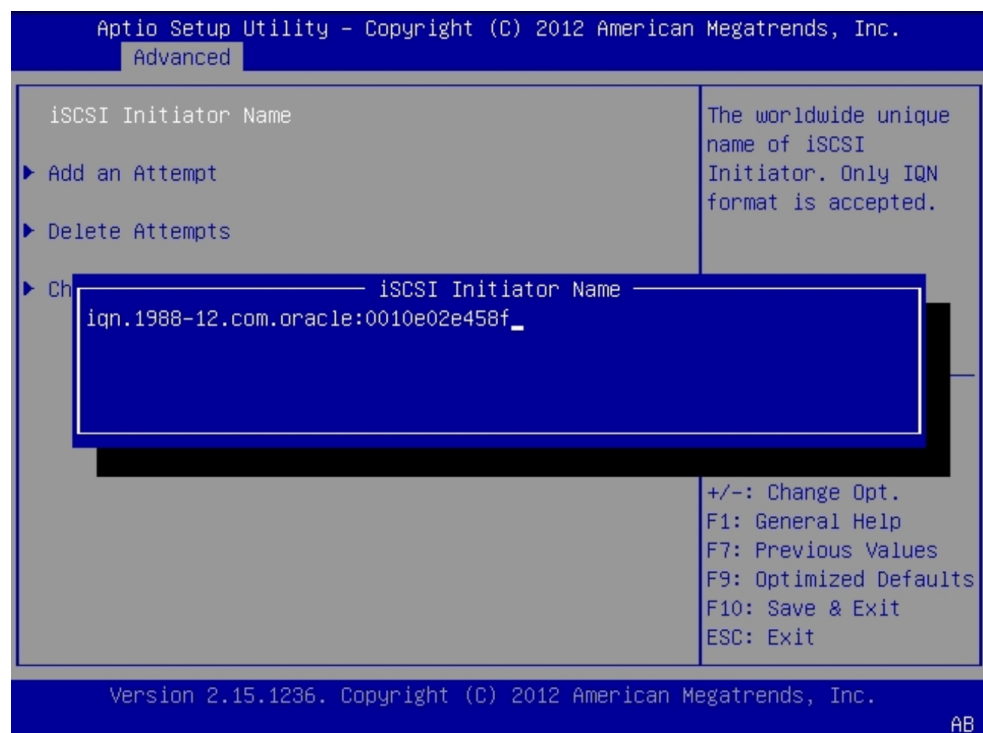 Aptio Setup Utility – Copyright (C) 2012 American Megatrends, Inc.
Advanced
iSCSI Initiator Name
Add an Attempt
Delete Attempts
Ch
The worldwide unique
name of iSCSI
Initiator. Only IQN
format is accepted.
iSCSI Initiator Name
iqn.1988-12.com.oracle:0010e02e458f_
+/-: Change Opt.
F1: General Help
F7: Previous Values
F9: Optimized Defaults
F10: Save & Exit
ESC: Exit
Version 2.15.1236. Copyright (C) 2012 American Megatrends, Inc.
AB